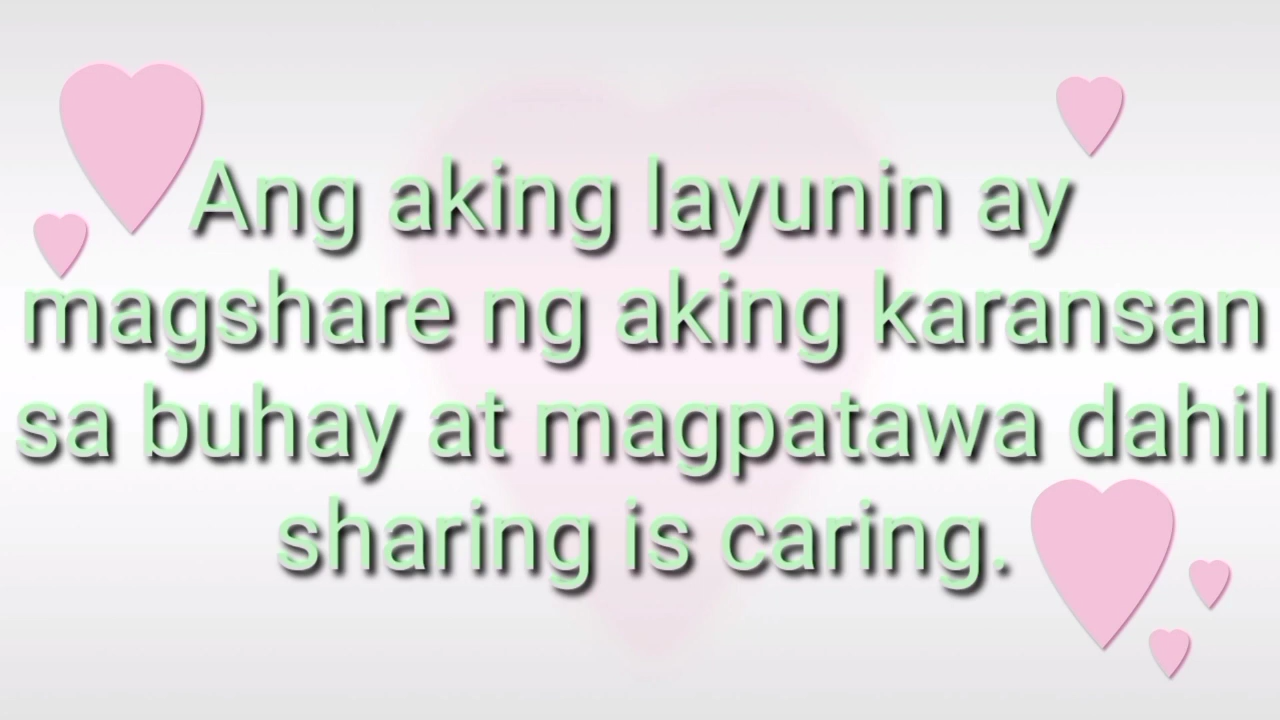 Ang aking layunin ay
magshare ng aking karansan
sa buhay at magpatawa dahil
sharing is caring.